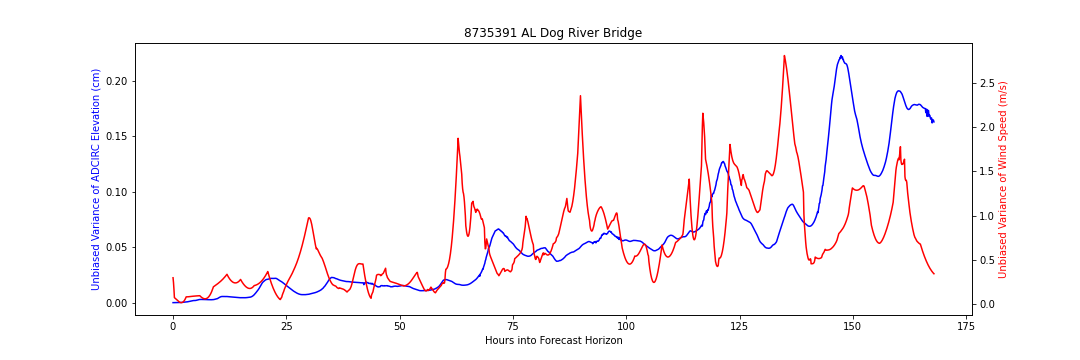 8735391 AL Dog River Bridge
Unbiased Variance of ADCIRC Elevation (cm)
0.20
0.15
0.10
0.05
0.00
2.5
2.0
1.5
1.0
0.5
0.0
Unbiased Variance of Wind Speed (m/s)
0 25 50 75 100 125 150 175
Hours into Forecast Horizon